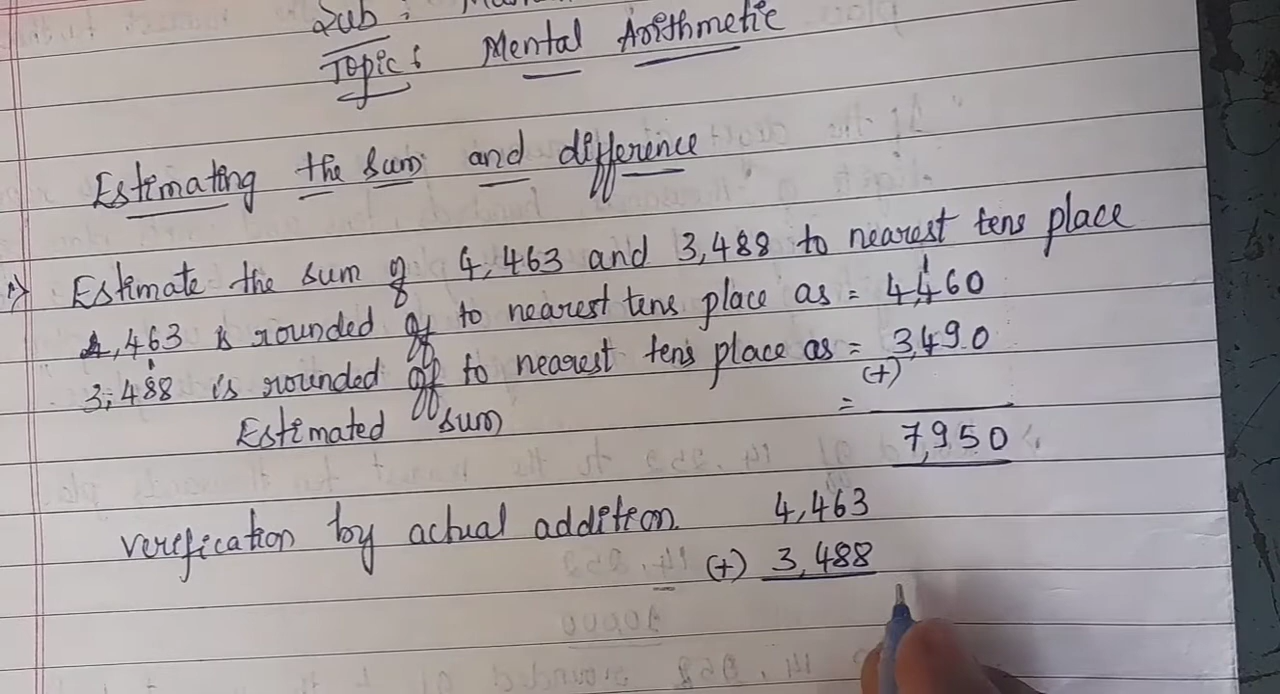 Sub :
Topic : Mental Arithmetic
Estimating the sum and difference
1) Estimate the sum of 4,463 and 3,488 to nearest tens place
4,463 is rounded off to nearest tens place as = 4,460
3,488 is rounded off to nearest tens place as = 3,490
(+)
Estimated sum =
7,950
verification by actual addition. 4,463
(+) 3,488